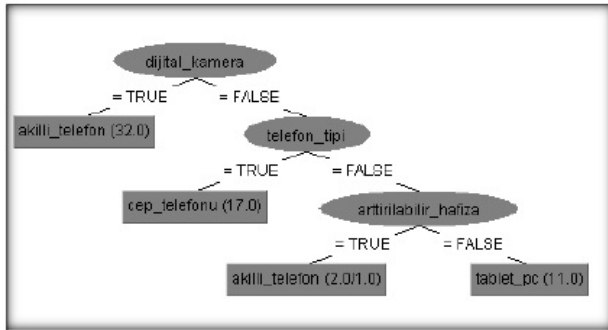 dijital_kamera
= TRUE = FALSE
akilli_telefon (32.0)
telefon_tipi
= TRUE = FALSE
cep_telefonu (17.0)
arttirilabilir_hafiza
= TRUE = FALSE
akilli_telefon (2.0/1.0)
tablet_pc (11.0)